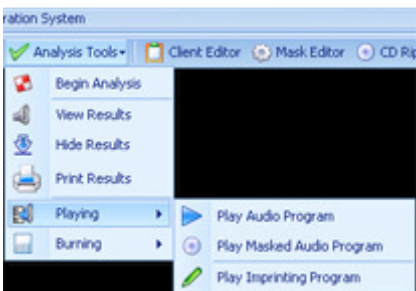 ration System
Analysis Tools Client Editor Mask Editor CD Rip
Begin Analysis
View Results
Hide Results
Print Results
Playing
Play Audio Program
Burning
Play Masked Audio Program
Play Imprinting Program